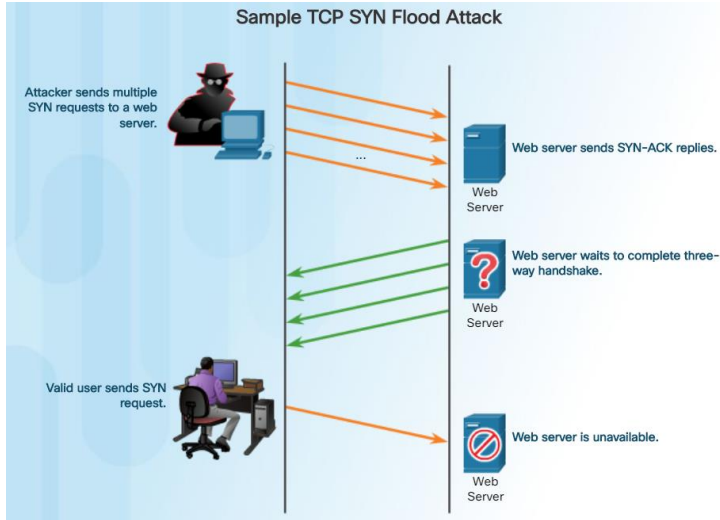 Sample TCP SYN Flood Attack
Attacker sends multiple
SYN requests to a web
server.
...
Web server sends SYN-ACK replies.
Web
Server
Web server waits to complete three-
way handshake.
Web
Server
Valid user sends SYN
request.
Web server is unavailable.
Web
Server